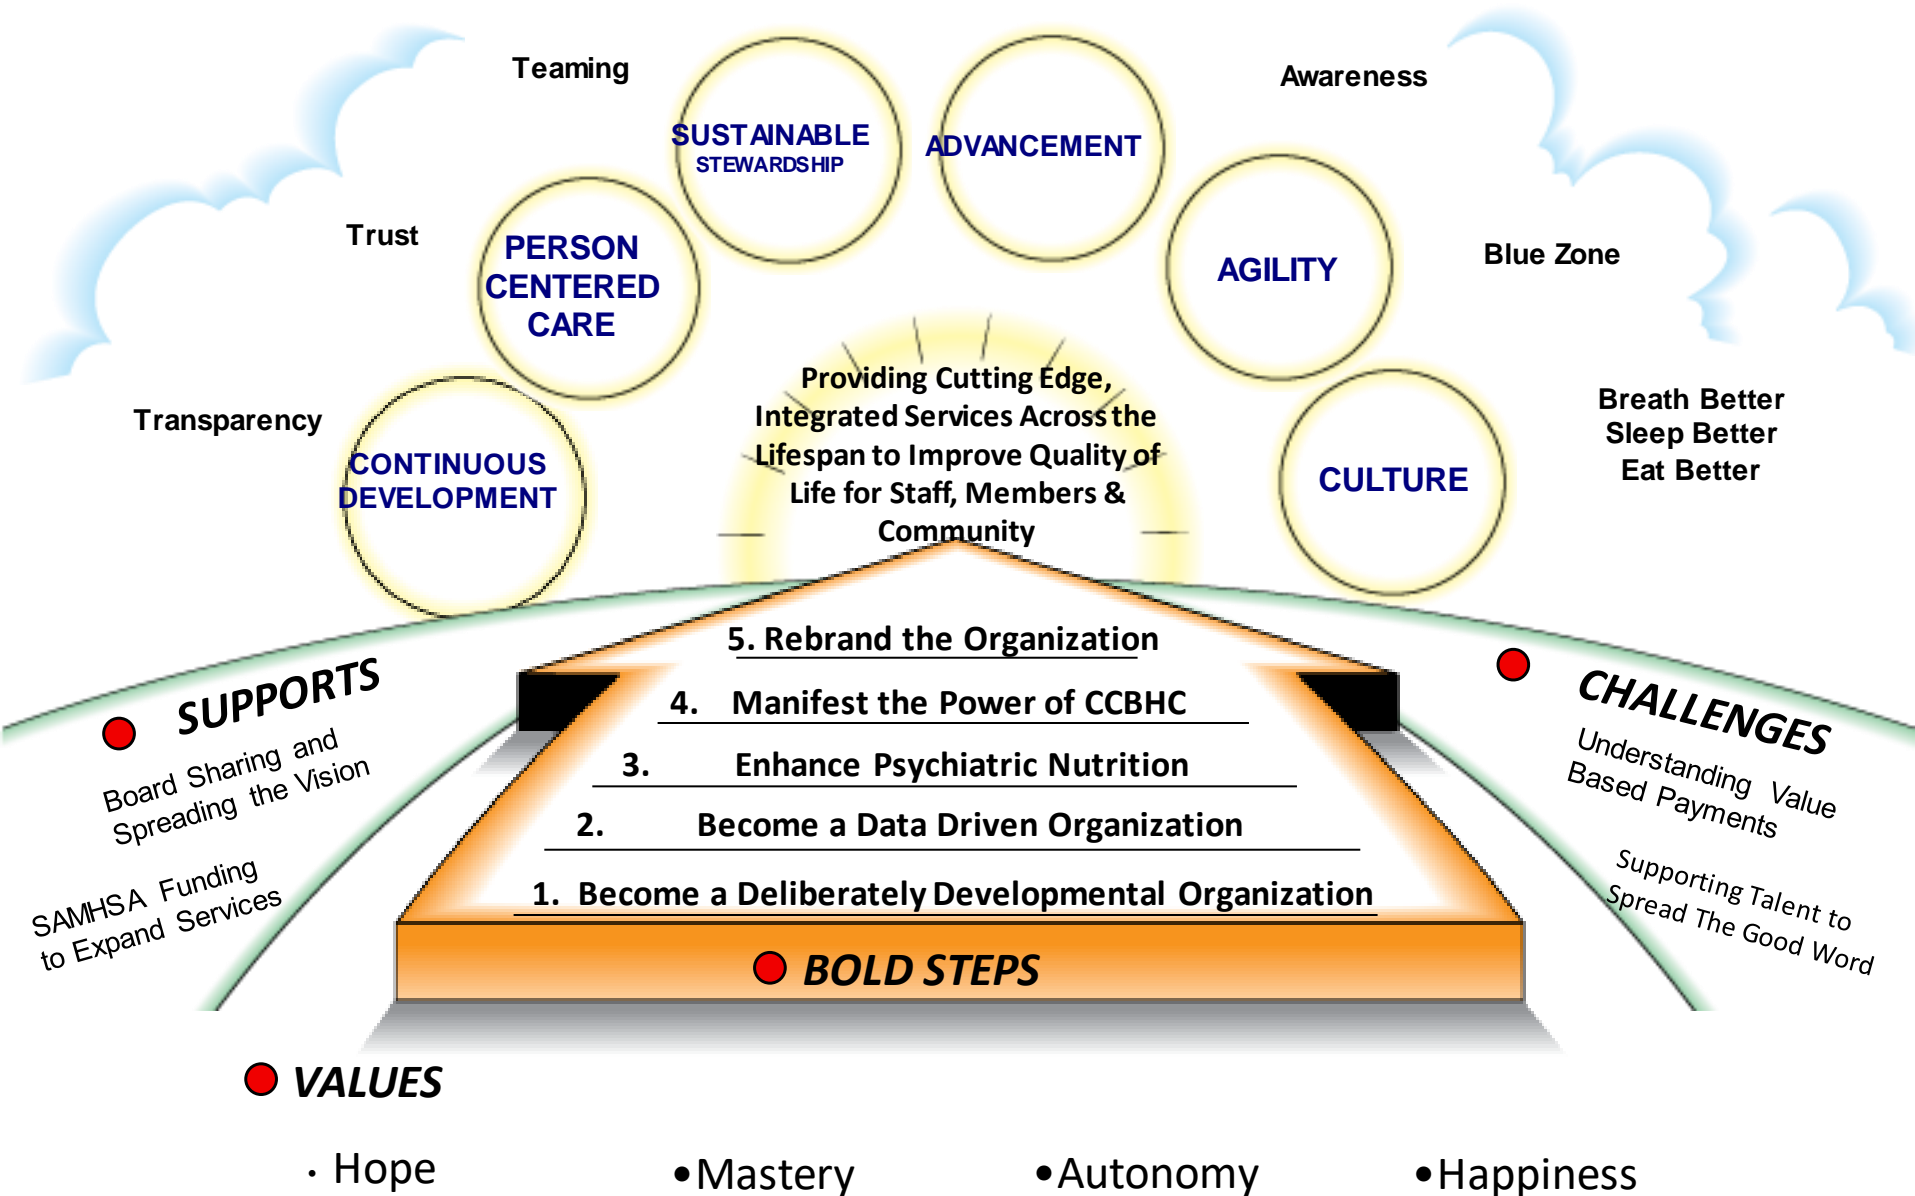 Teaming
Awareness
SUSTAINABLE
STEWARDSHIP
ADVANCEMENT
Trust
PERSON
CENTERED
CARE
AGILITY
Blue Zone
Transparency
CONTINUOUS
DEVELOPMENT
Providing Cutting Edge,
Integrated Services Across the
Lifespan to Improve Quality of
Life for Staff, Members &
Community
CULTURE
Breath Better
Sleep Better
Eat Better
SUPPORTS
Board Sharing and
Spreading the Vision
SAMHSA Funding
to Expand Services
5. Rebrand the Organization
4. Manifest the Power of CCBHC
3. Enhance Psychiatric Nutrition
2. Become a Data Driven Organization
1. Become a Deliberately Developmental Organization
BOLD STEPS
CHALLENGES
Understanding Value
Based Payments
Supporting Talent to
Spread The Good Word
VALUES
· Hope
•Mastery
•Autonomy
•Happiness